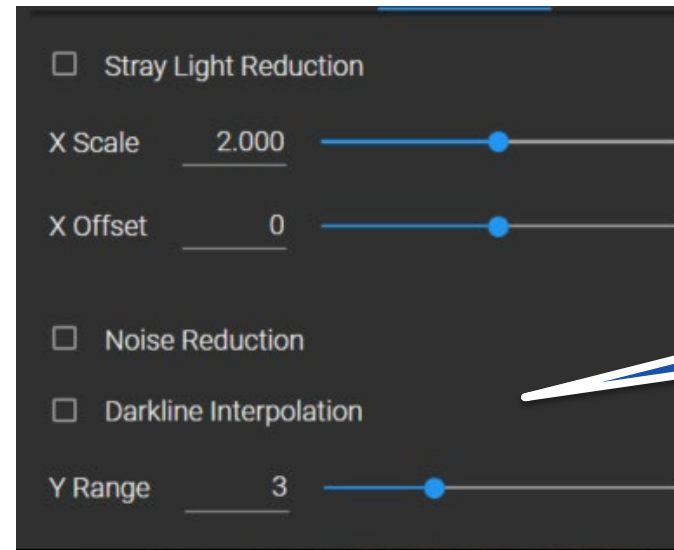 Stray Light Reduction
X Scale 2.000
X Offset 0
Noise Reduction
Darkline Interpolation
Y Range 3